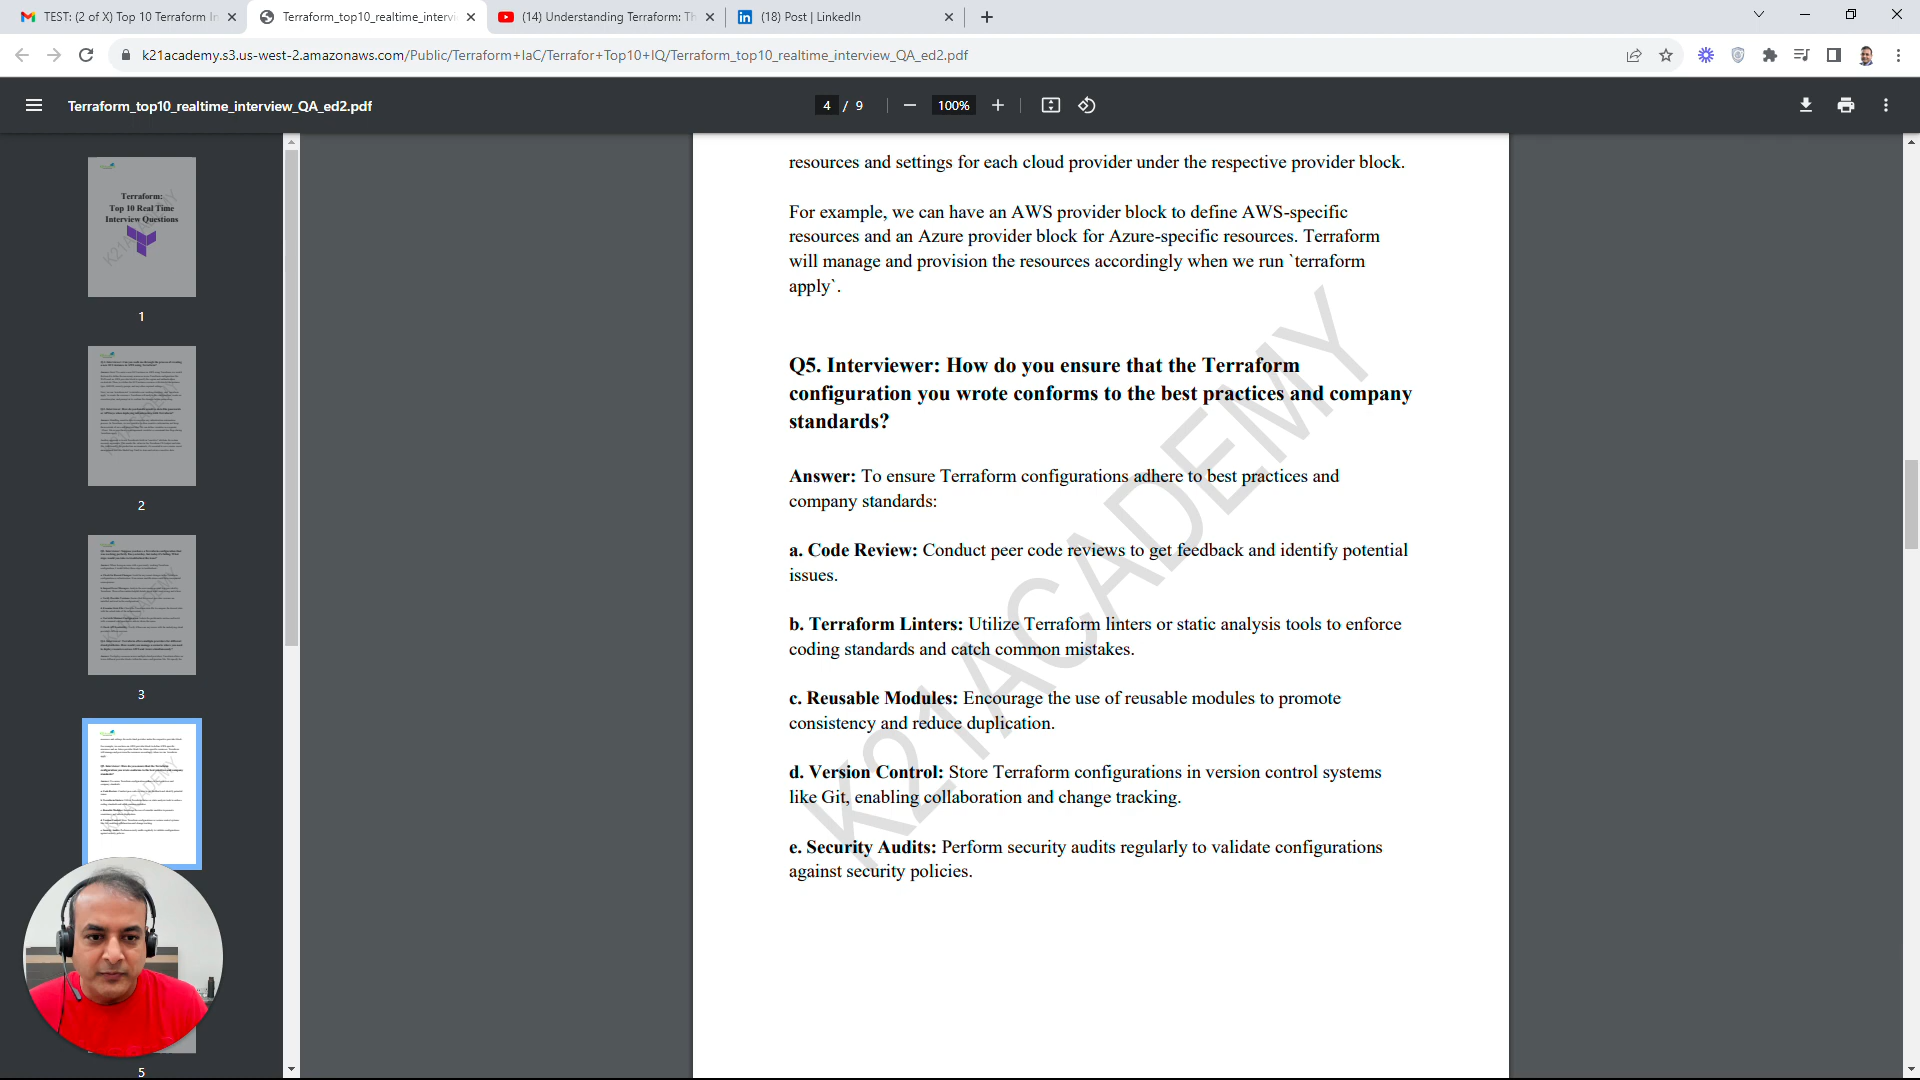 TEST: (2 of X) Top 10 Terraform In
Terraform_top10_realtime_intervi
(14) Understanding Terraform: Th
(18) Post | LinkedIn
k21academy.s3.us-west-2.amazonaws.com/Public/Terraform+IaC/Terrafor+Top10+IQ/Terraform_top10_realtime_interview_QA_ed2.pdf
Terraform_top10_realtime_interview_QA_ed2.pdf
4 / 9
100%
Terraform:
Top 10 Real Time
Interview Questions
1
2
3
5
resources and settings for each cloud provider under the respective provider block.
For example, we can have an AWS provider block to define AWS-specific
resources and an Azure provider block for Azure-specific resources. Terraform
will manage and provision the resources accordingly when we run `terraform
apply`.
Q5. Interviewer: How do you ensure that the Terraform
configuration you wrote conforms to the best practices and company
standards?
Answer: To ensure Terraform configurations adhere to best practices and
company standards:
a. Code Review: Conduct peer code reviews to get feedback and identify potential
issues.
b. Terraform Linters: Utilize Terraform linters or static analysis tools to enforce
coding standards and catch common mistakes.
c. Reusable Modules: Encourage the use of reusable modules to promote
consistency and reduce duplication.
d. Version Control: Store Terraform configurations in version control systems
like Git, enabling collaboration and change tracking.
e. Security Audits: Perform security audits regularly to validate configurations
against security policies.
K21ACADEMY